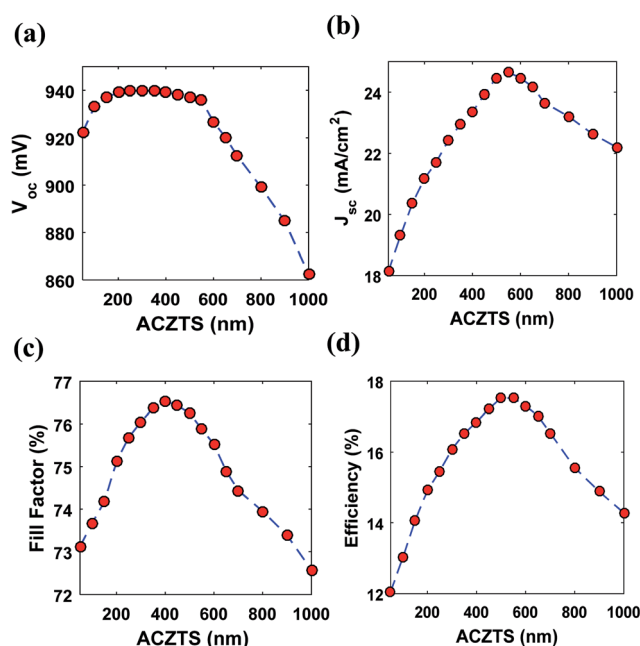 (a)
940
920
900
880
860
200 400 600 800 1000
V_oc (mV)
ACZTS (nm)
(b)
24
22
20
18
200 400 600 800 1000
J_sc (mA/cm²)
ACZTS (nm)
(c)
77
76
75
74
73
72
200 400 600 800 1000
Fill Factor (%)
ACZTS (nm)
(d)
18
16
14
12
200 400 600 800 1000
Efficiency (%)
ACZTS (nm)